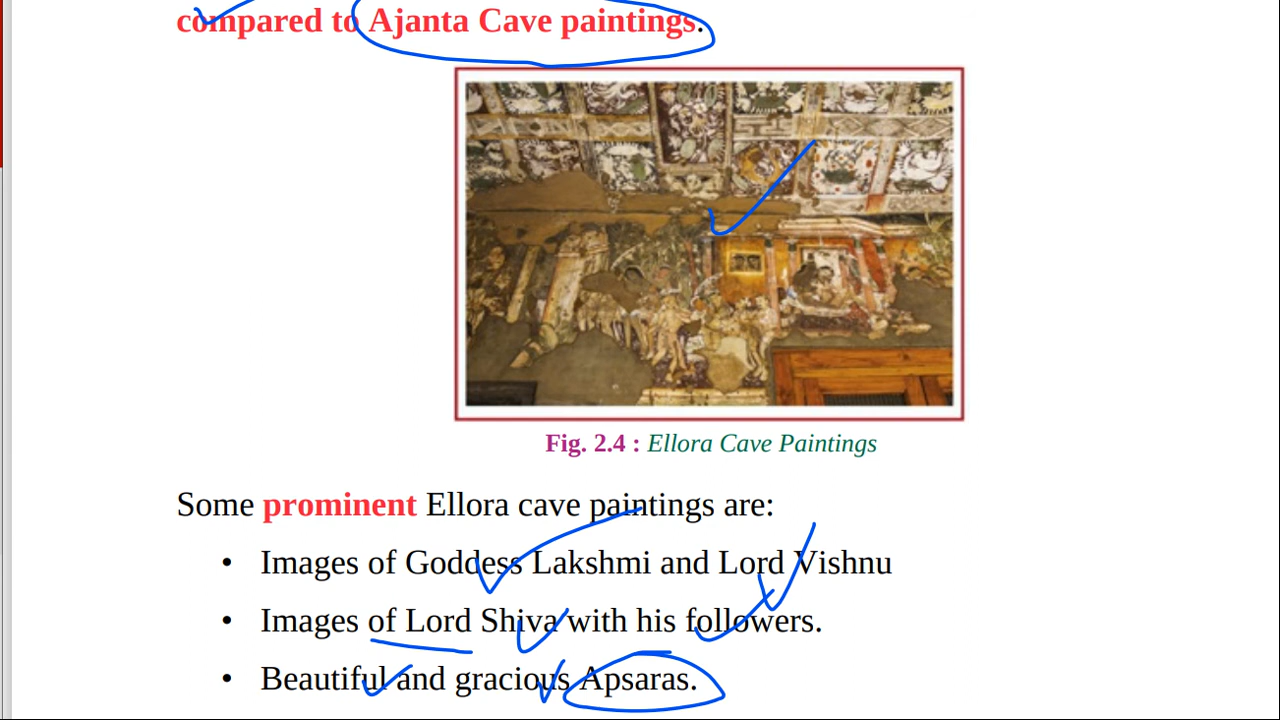 compared to Ajanta Cave paintings.
Fig. 2.4 : Ellora Cave Paintings
Some prominent Ellora cave paintings are:
• Images of Goddess Lakshmi and Lord Vishnu
• Images of Lord Shiva with his followers.
• Beautiful and gracious Apsaras.